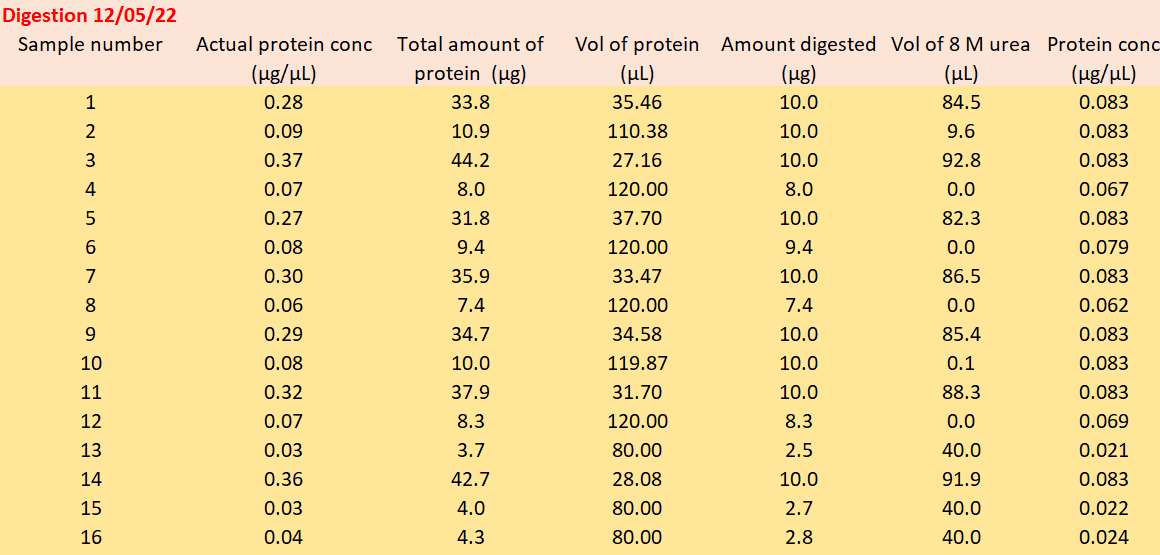 Digestion 12/05/22
Sample number Actual protein conc Total amount of Vol of protein Amount digested Vol of 8 M urea Protein conc
(µg/µL) protein (µg) (µL) (µg) (µL) (µg/µL)
1 0.28 33.8 35.46 10.0 84.5 0.083
2 0.09 10.9 110.38 10.0 9.6 0.083
3 0.37 44.2 27.16 10.0 92.8 0.083
4 0.07 8.0 120.00 8.0 0.0 0.067
5 0.27 31.8 37.70 10.0 82.3 0.083
6 0.08 9.4 120.00 9.4 0.0 0.079
7 0.30 35.9 33.47 10.0 86.5 0.083
8 0.06 7.4 120.00 7.4 0.0 0.062
9 0.29 34.7 34.58 10.0 85.4 0.083
10 0.08 10.0 119.87 10.0 0.1 0.083
11 0.32 37.9 31.70 10.0 88.3 0.083
12 0.07 8.3 120.00 8.3 0.0 0.069
13 0.03 3.7 80.00 2.5 40.0 0.021
14 0.36 42.7 28.08 10.0 91.9 0.083
15 0.03 4.0 80.00 2.7 40.0 0.022
16 0.04 4.3 80.00 2.8 40.0 0.024